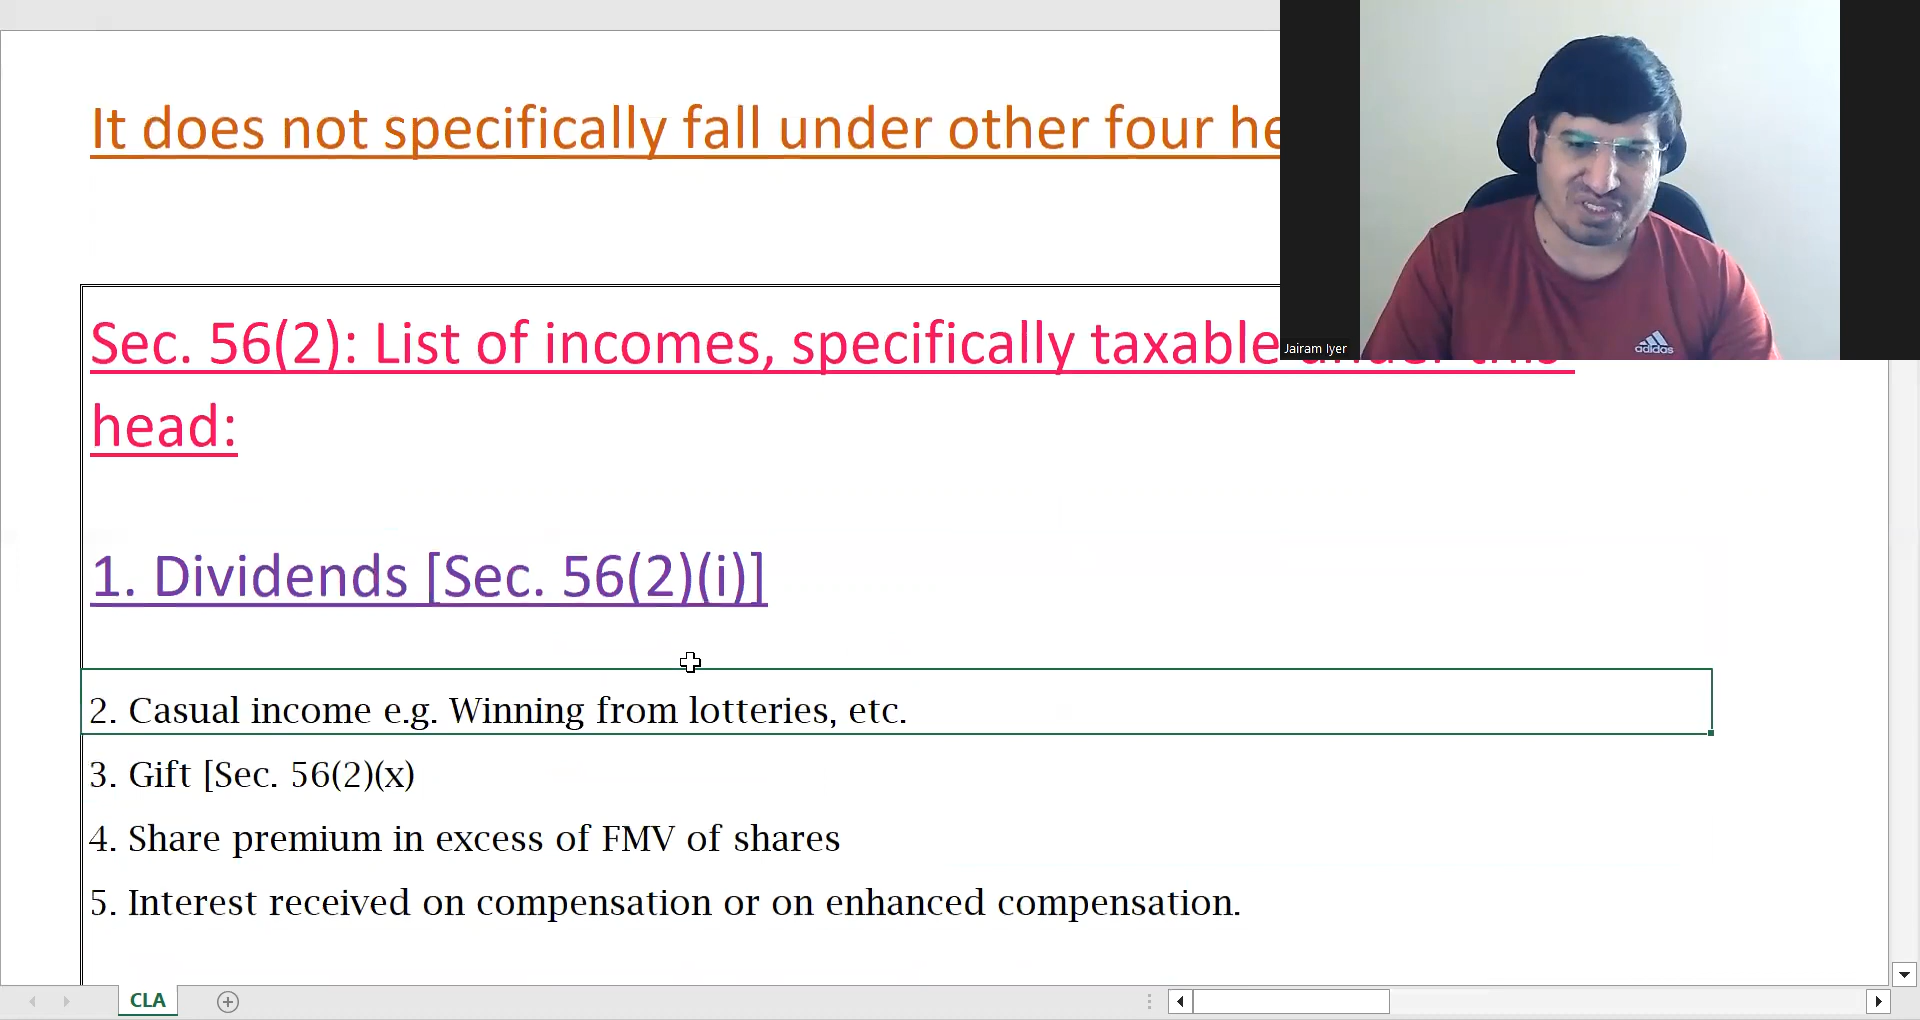 It does not specifically fall under other four he
Sec. 56(2): List of incomes, specifically taxable under this
head:
1. Dividends [Sec. 56(2)(i)]
2. Casual income e.g. Winning from lotteries, etc.
3. Gift [Sec. 56(2)(x)
4. Share premium in excess of FMV of shares
5. Interest received on compensation or on enhanced compensation.
Jairam Iyer
adidas
CLA